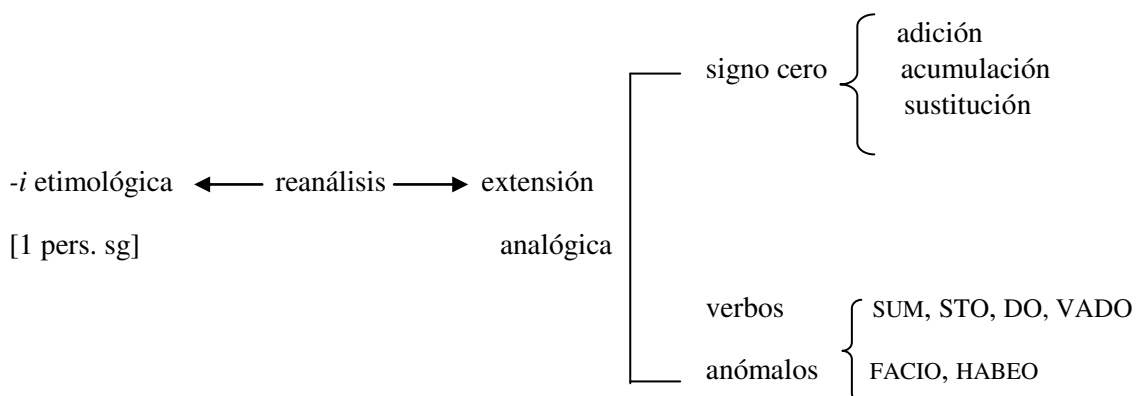 adición
signo cero
acumulación
sustitución
-i etimológica
reanálisis
extensión
[1 pers. sg]
analógica
verbos
SUM, STO, DO, VADO
anómalos
FACIO, HABEO